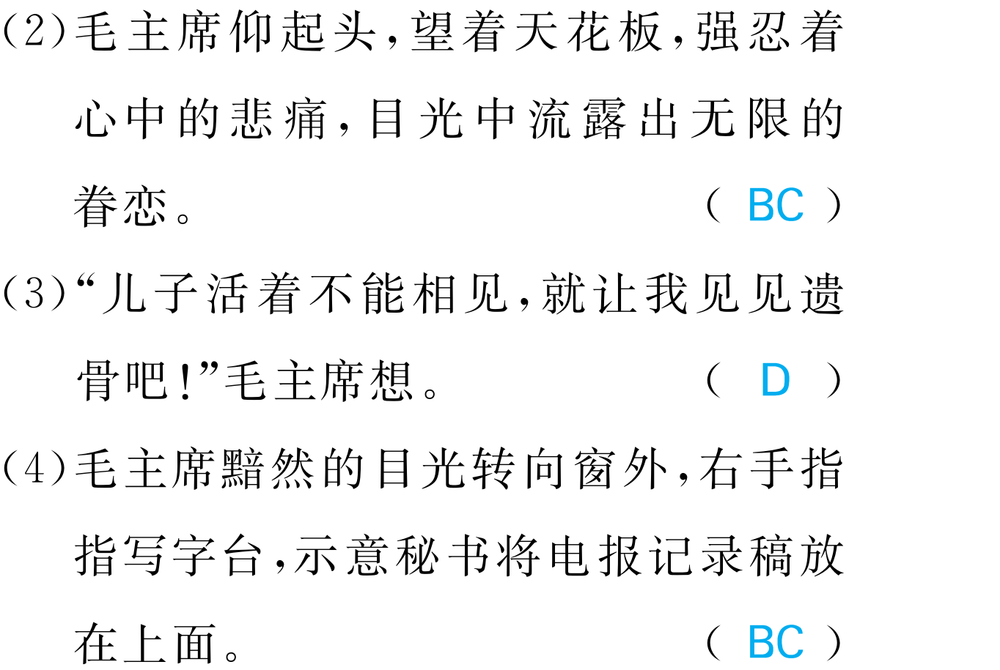 (2)毛主席仰起头,望着天花板,强忍着
心中的悲痛,目光中流露出无限的
眷恋。 ( BC )
(3)“儿子活着不能相见,就让我见见遗
骨吧!”毛主席想。 ( D )
(4)毛主席黯然的目光转向窗外,右手指
指写字台,示意秘书将电报记录稿放
在上面。 ( BC )